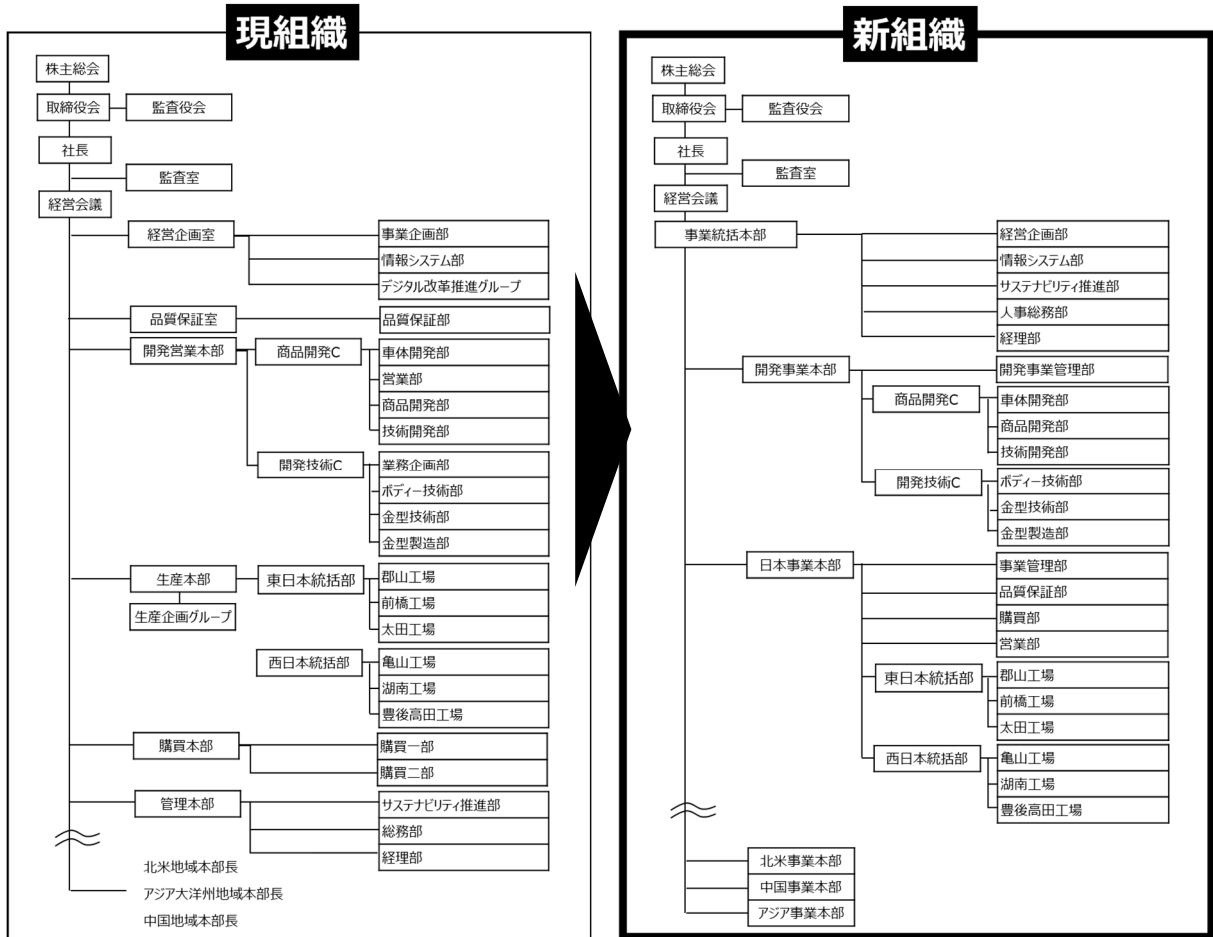 現組織
株主総会
取締役会
監査役会
社長
監査室
経営会議
経営企画室
事業企画部
情報システム部
デジタル改革推進グループ
品質保証室
品質保証部
開発営業本部
商品開発C
車体開発部
営業部
商品開発部
技術開発部
開発技術C
業務企画部
ボディー技術部
金型技術部
金型製造部
生産本部
生産企画グループ
東日本統括部
郡山工場
前橋工場
太田工場
西日本統括部
亀山工場
湖南工場
豊後高田工場
購買本部
購買一部
購買二部
管理本部
サステナビリティ推進部
総務部
経理部
北米地域本部長
アジア大洋州地域本部長
中国地域本部長
新組織
株主総会
取締役会
監査役会
社長
監査室
経営会議
事業統括本部
経営企画部
情報システム部
サステナビリティ推進部
人事総務部
経理部
開発事業本部
開発事業管理部
商品開発C
車体開発部
商品開発部
技術開発部
開発技術C
ボディー技術部
金型技術部
金型製造部
日本事業本部
事業管理部
品質保証部
購買部
営業部
東日本統括部
郡山工場
前橋工場
太田工場
西日本統括部
亀山工場
湖南工場
豊後高田工場
北米事業本部
中国事業本部
アジア事業本部